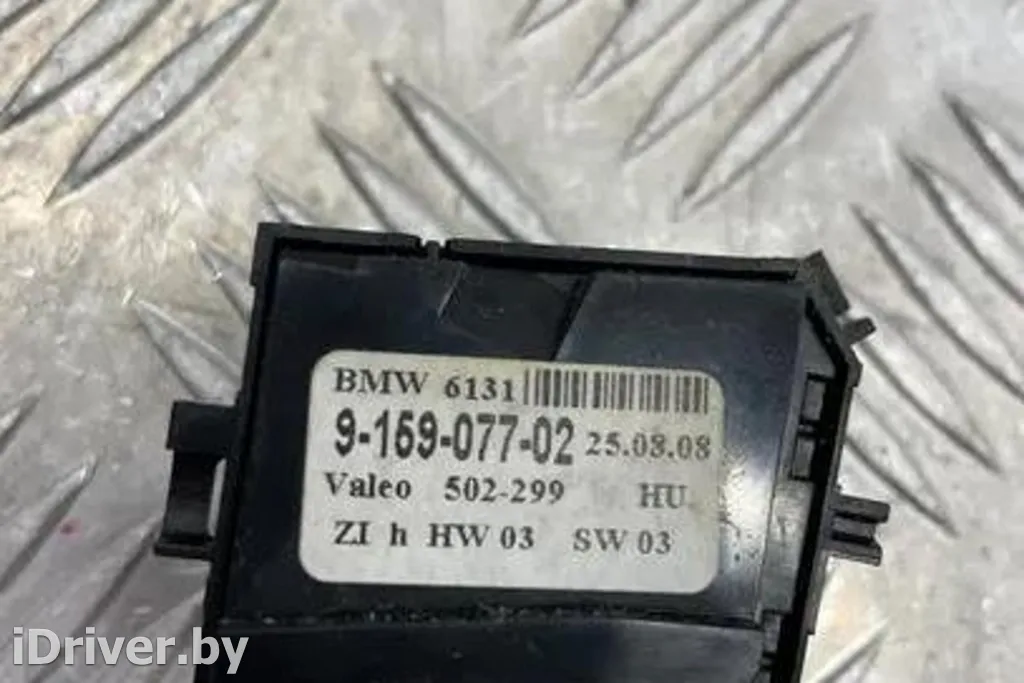 BMW 6131
9-159-077-02 25.08.08
Valeo 502-299 HU
ZI h HW 03 SW 03
iDriver.by